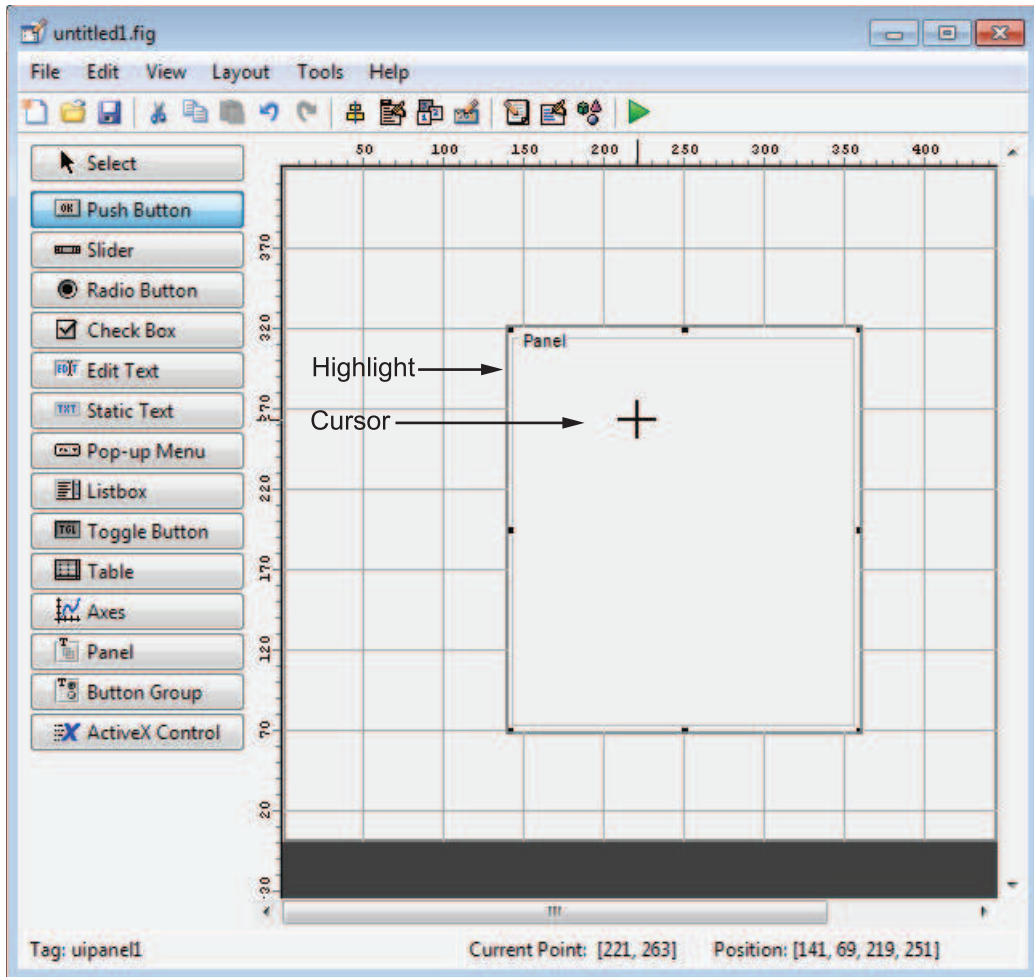 untitled1.fig
File Edit View Layout Tools Help
Select
Push Button
Slider
Radio Button
Check Box
Edit Text
Static Text
Pop-up Menu
Listbox
Toggle Button
Table
Axes
Panel
Button Group
ActiveX Control
50 100 150 200 250 300 350 400
370
320
270
220
170
120
70
20
-30
Panel
Highlight
Cursor
Tag: uipanel1 Current Point: [221, 263] Position: [141, 69, 219, 251]